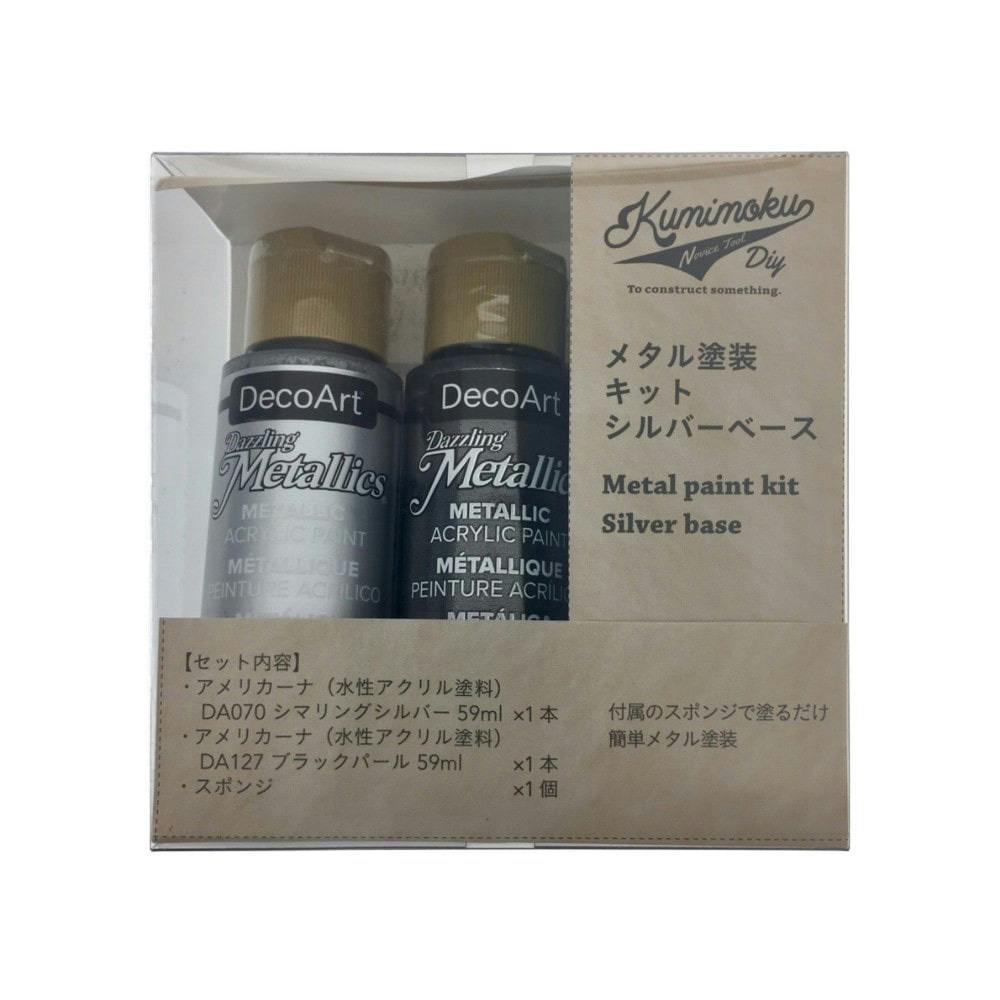 Kumimoku
Novice Tool
Diy
To construct something.
メタル塗装
キット
シルバーベース
Metal paint kit
Silver base
DecoArt
Dazzling
Metallics
METALLIC
ACRYLIC PAINT
MÉTALLIQUE
PEINTURE ACRÍLICO
DecoArt
Dazzling
Metallic
METALLIC
ACRYLIC PAINT
MÉTALLIQUE
PEINTURE ACRÍLIC
METÁLICA
【セット内容】
・アメリカーナ（水性アクリル塗料)
DA070 シマリングシルバー 59ml ×1本
・アメリカーナ（水性アクリル塗料)
DA127 ブラックパール 59ml ×1本
・スポンジ ×1個
付属のスポンジで塗るだけ
簡単メタル塗装